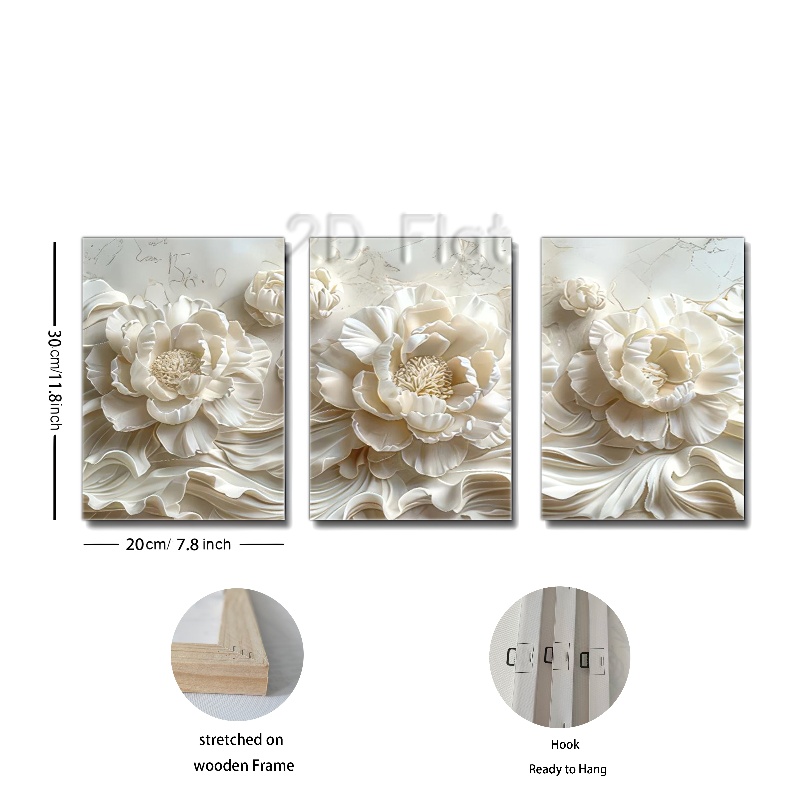 2D Flat
30cm/11.8inch
20cm/ 7.8 inch
stretched on
wooden Frame
Hook
Ready to Hang